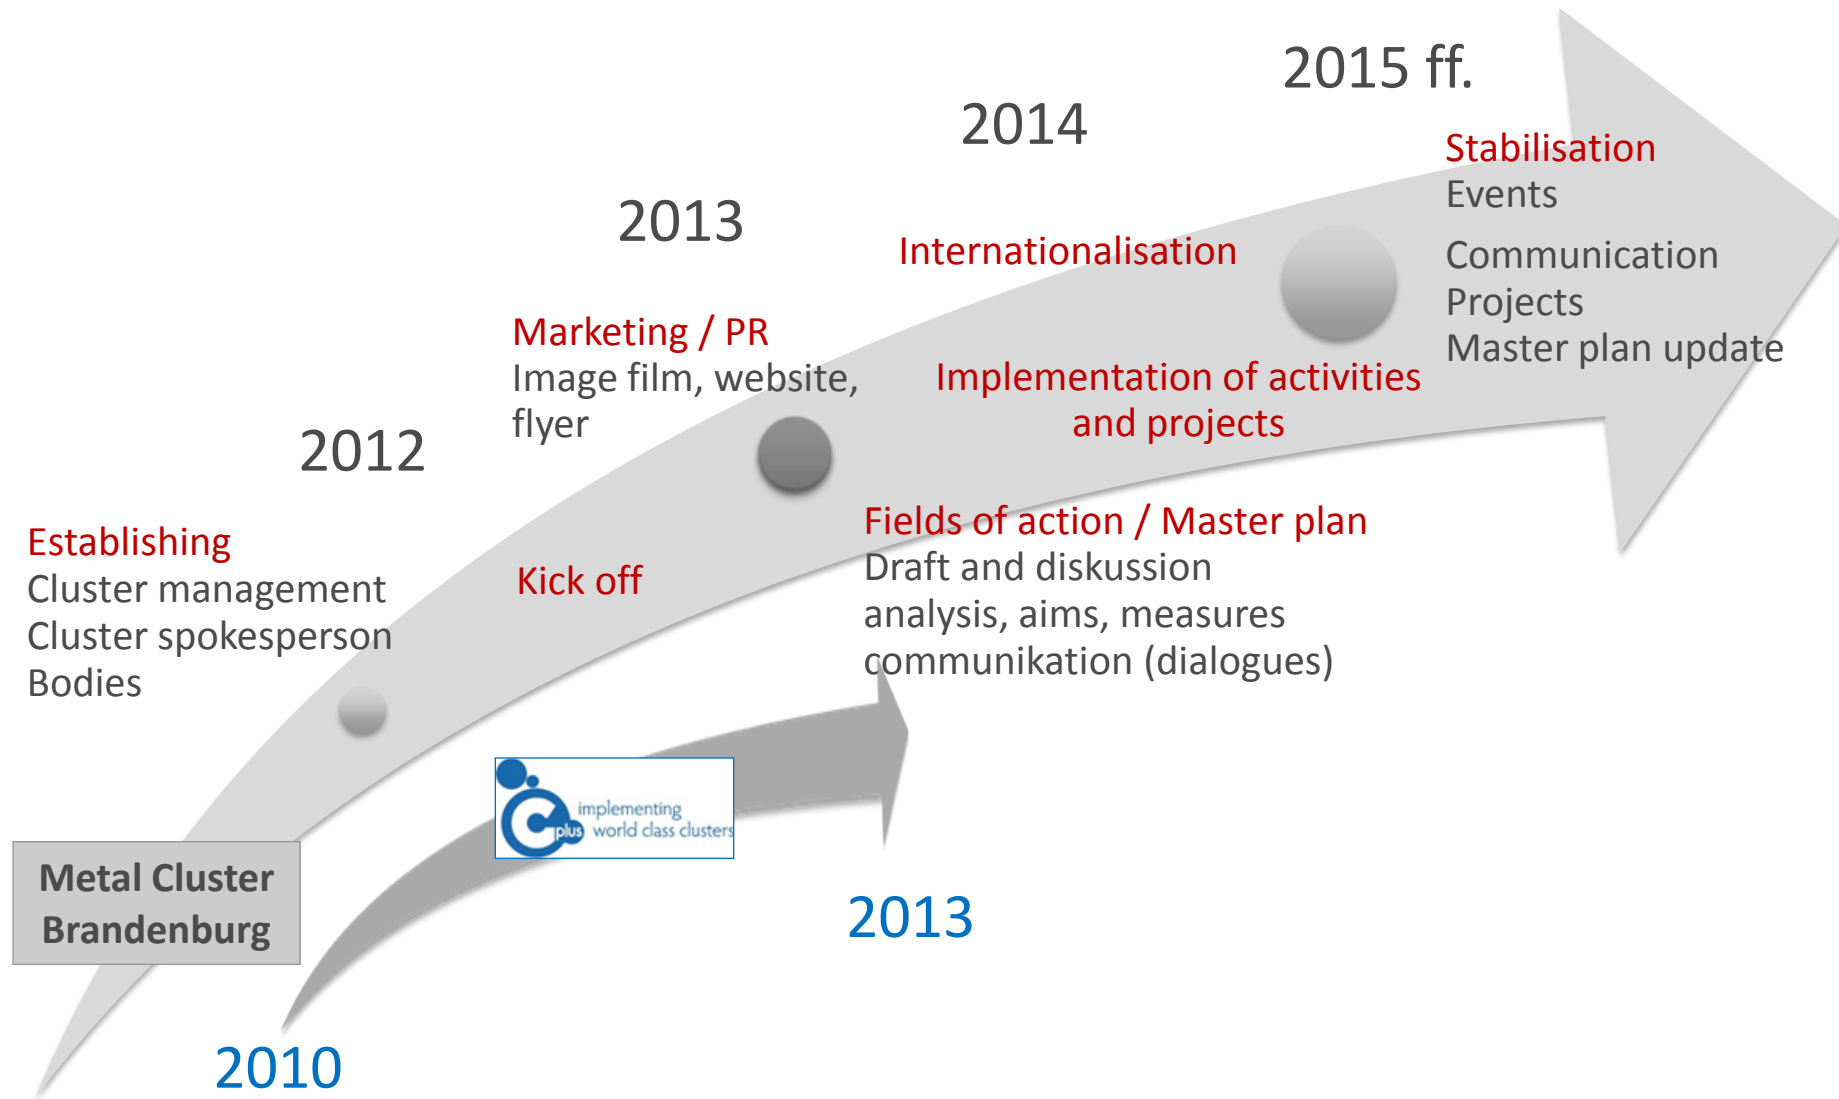 2015 ff.
2014
2013
2012
Stabilisation
Events
Communication
Projects
Master plan update
Internationalisation
Marketing / PR
Image film, website,
flyer
Implementation of activities
and projects
Establishing
Cluster management
Cluster spokesperson
Bodies
Kick off
Fields of action / Master plan
Draft and diskussion
analysis, aims, measures
communikation (dialogues)
C
plus
implementing
world class clusters
Metal Cluster
Brandenburg
2013
2010